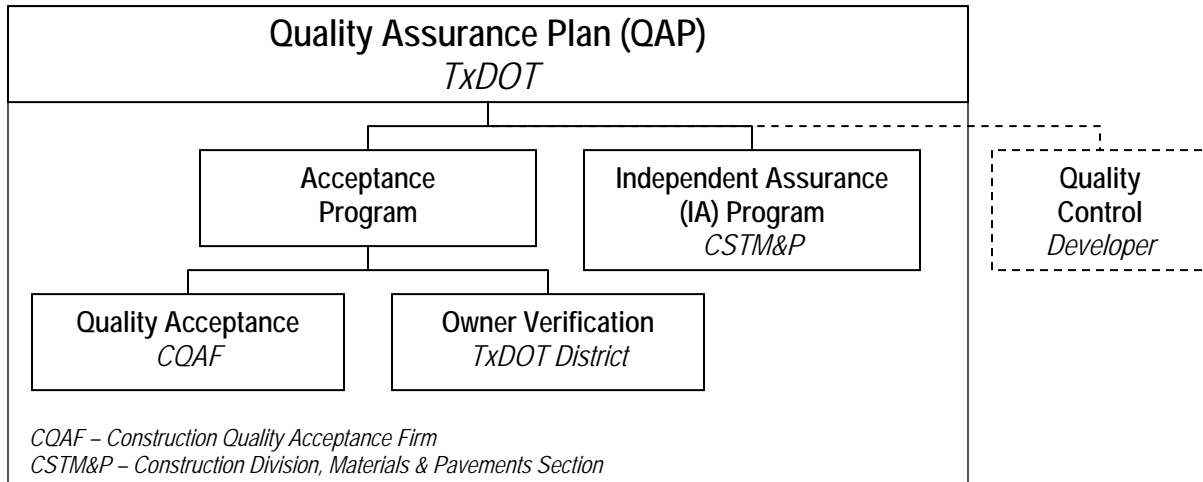 Quality Assurance Plan (QAP)
TxDOT
Acceptance
Program
Independent Assurance
(IA) Program
CSTM&P
Quality
Control
Developer
Quality Acceptance
CQAF
Owner Verification
TxDOT District
CQAF – Construction Quality Acceptance Firm
CSTM&P – Construction Division, Materials & Pavements Section